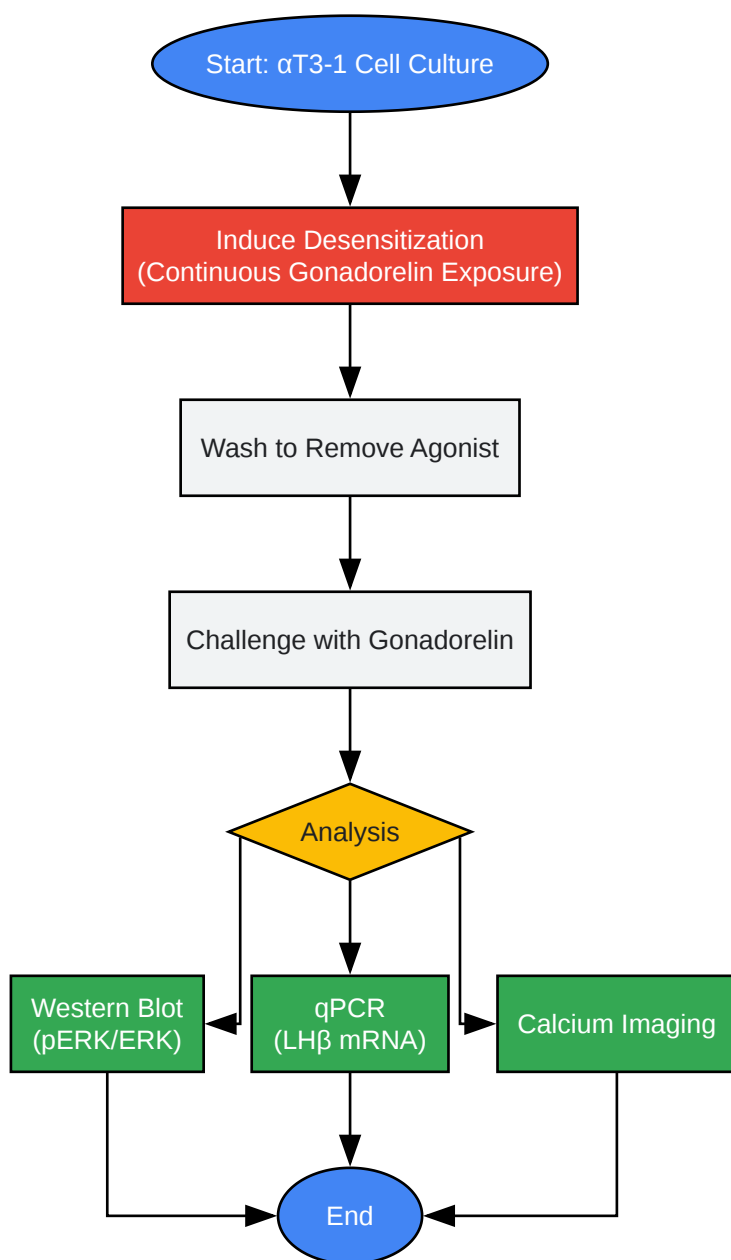 Start: αT3-1 Cell Culture
Induce Desensitization
(Continuous Gonadorelin Exposure)
Wash to Remove Agonist
Challenge with Gonadorelin
Analysis
Western Blot
(pERK/ERK)
qPCR
(LHβ mRNA)
Calcium Imaging
End